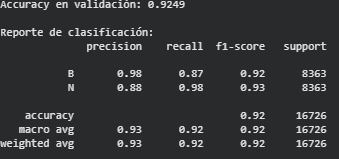 Accuracy en validación: 0.9249
Reporte de clasificación:
precision recall f1-score support
B 0.98 0.87 0.92 8363
N 0.88 0.98 0.93 8363
accuracy 0.92 16726
macro avg 0.93 0.92 0.92 16726
weighted avg 0.93 0.92 0.92 16726